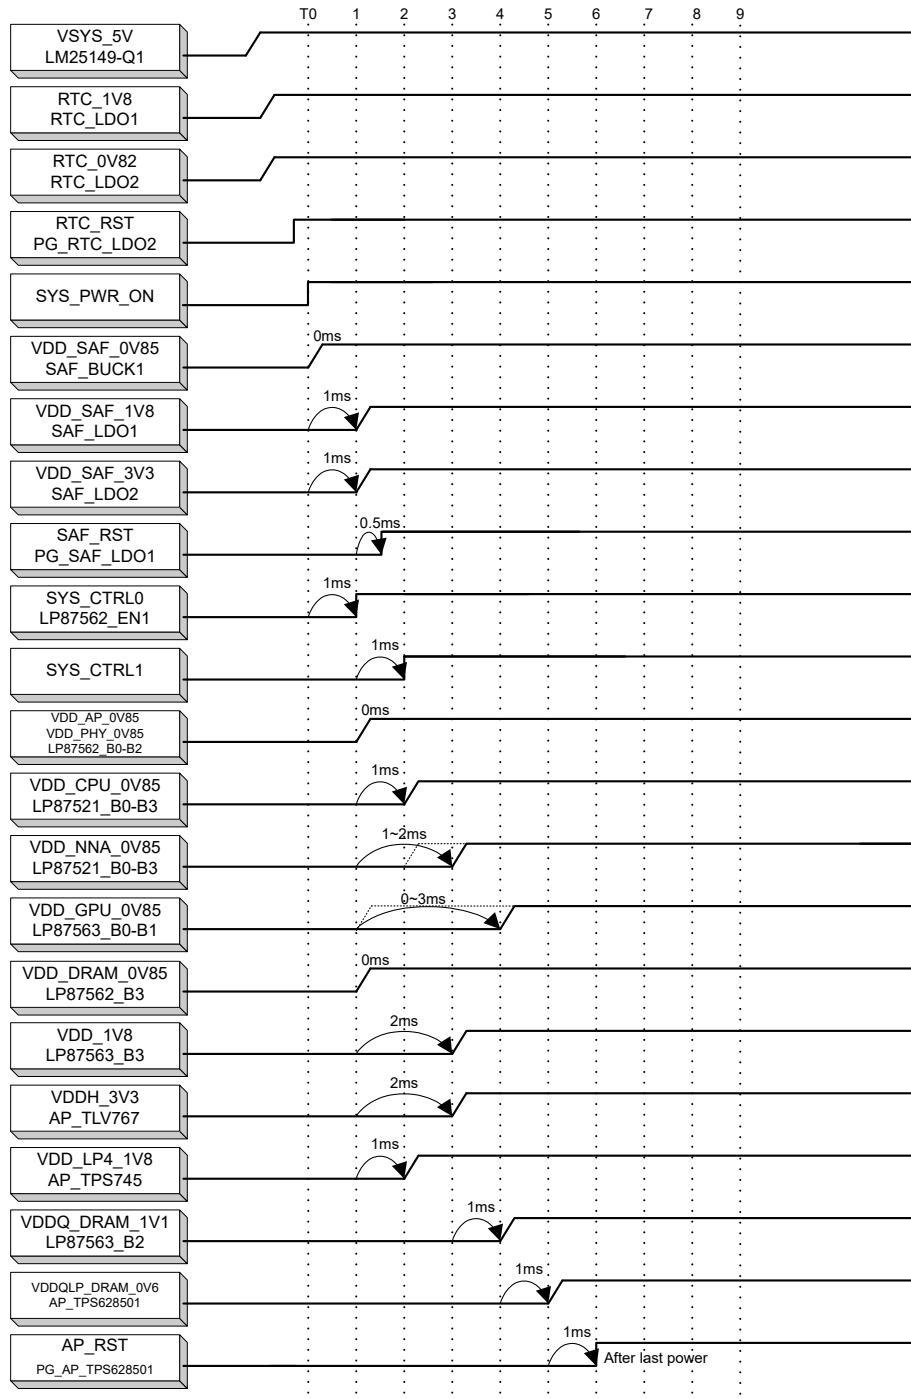 T0 1 2 3 4 5 6 7 8 9
VSYS_5V
LM25149-Q1
RTC_1V8
RTC_LDO1
RTC_0V82
RTC_LDO2
RTC_RST
PG_RTC_LDO2
SYS_PWR_ON
VDD_SAF_0V85
SAF_BUCK1
0ms
VDD_SAF_1V8
SAF_LDO1
1ms
VDD_SAF_3V3
SAF_LDO2
1ms
SAF_RST
PG_SAF_LDO1
0.5ms
SYS_CTRL0
LP87562_EN1
1ms
SYS_CTRL1
1ms
VDD_AP_0V85
VDD_PHY_0V85
LP87562_B0-B2
0ms
VDD_CPU_0V85
LP87521_B0-B3
1ms
VDD_NNA_0V85
LP87521_B0-B3
1~2ms
VDD_GPU_0V85
LP87563_B0-B1
0~3ms
VDD_DRAM_0V85
LP87562_B3
0ms
VDD_1V8
LP87563_B3
2ms
VDDH_3V3
AP_TLV767
2ms
VDD_LP4_1V8
AP_TPS745
1ms
VDDQ_DRAM_1V1
LP87563_B2
1ms
VDDQLP_DRAM_0V6
AP_TPS628501
1ms
AP_RST
PG_AP_TPS628501
1ms
After last power